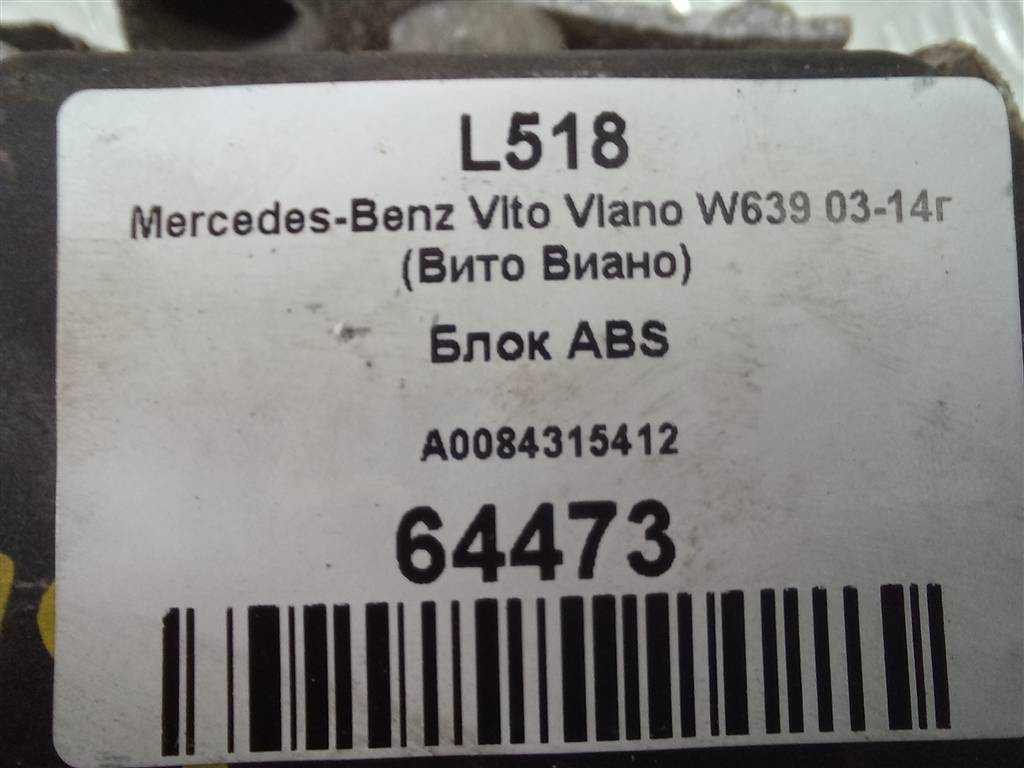 L518
Mercedes-Benz Vito Viano W639 03-14г
(Вито Виано)
Блок ABS
A0084315412
64473